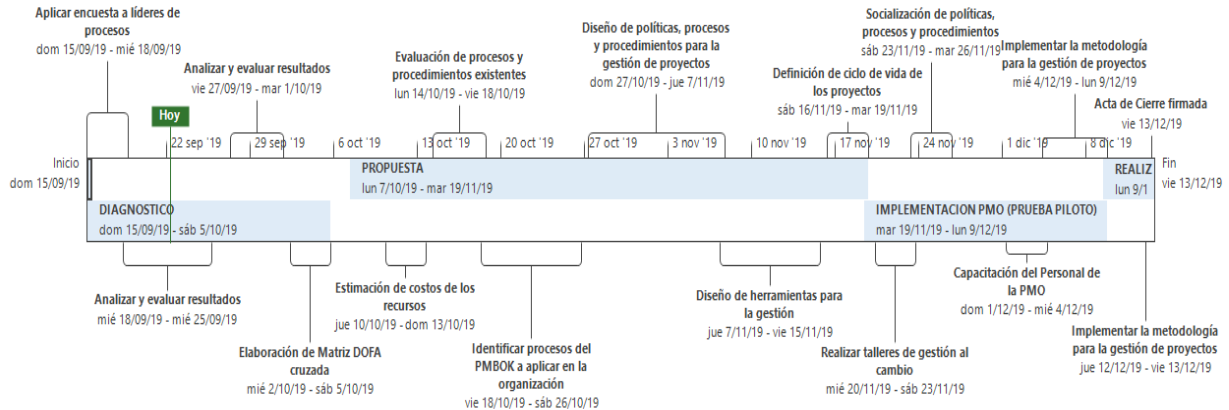 Aplicar encuesta a líderes de
procesos
dom 15/09/19 - mié 18/09/19
Analizar y evaluar resultados
vie 27/09/19 - mar 1/10/19
Evaluación de procesos y
procedimientos existentes
lun 14/10/19 - vie 18/10/19
Diseño de políticas, procesos
y procedimientos para la
gestión de proyectos
dom 27/10/19 - jue 7/11/19
Definición de ciclo de vida de
los proyectos
sáb 16/11/19 - mar 19/11/19
Socialización de políticas,
procesos y procedimientos
sáb 23/11/19 - mar 26/11/19
Implementar la metodología
para la gestión de proyectos
mié 4/12/19 - lun 9/12/19
Acta de Cierre firmada
vie 13/12/19
Hoy
22 sep '19
29 sep '19
6 oct '19
13 oct '19
20 oct '19
27 oct '19
3 nov '19
10 nov '19
17 nov '19
24 nov '19
1 dic '19
8 dic '19
Inicio
dom 15/09/19
PROPUESTA
lun 7/10/19 - mar 19/11/19
REALIZ
lun 9/1
Fin
vie 13/12/19
DIAGNOSTICO
dom 15/09/19 - sáb 5/10/19
IMPLEMENTACION PMO (PRUEBA PILOTO)
mar 19/11/19 - lun 9/12/19
Analizar y evaluar resultados
mié 18/09/19 - mié 25/09/19
Elaboración de Matriz DOFA
cruzada
mié 2/10/19 - sáb 5/10/19
Estimación de costos de los
recursos
jue 10/10/19 - dom 13/10/19
Identificar procesos del
PMBOK a aplicar en la
organización
vie 18/10/19 - sáb 26/10/19
Diseño de herramientas para
la gestión
jue 7/11/19 - vie 15/11/19
Realizar talleres de gestión al
cambio
mié 20/11/19 - sáb 23/11/19
Capacitación del Personal de
la PMO
dom 1/12/19 - mié 4/12/19
Implementar la metodología
para la gestión de proyectos
jue 12/12/19 - vie 13/12/19